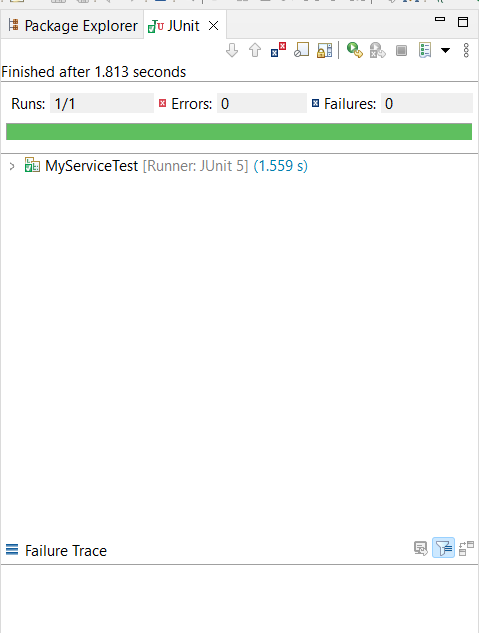 Package Explorer JUnit
Finished after 1.813 seconds
Runs: 1/1 Errors: 0 Failures: 0
MyServiceTest [Runner: JUnit 5] (1.559 s)
Failure Trace